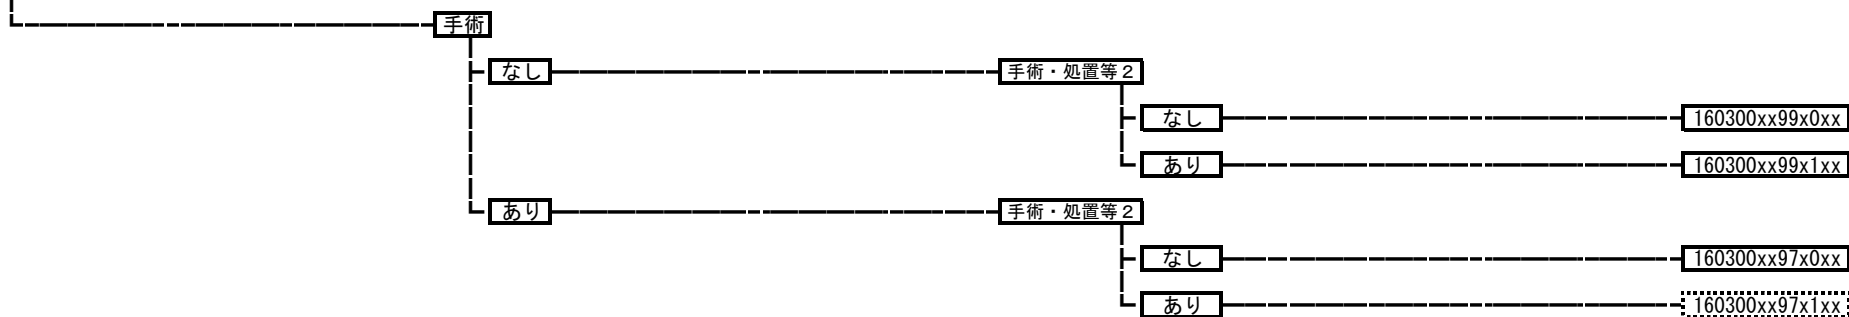 手術
なし
手術・処置等２
なし
160300xx99x0xx
あり
160300xx99x1xx
あり
手術・処置等２
なし
160300xx97x0xx
あり
160300xx97x1xx